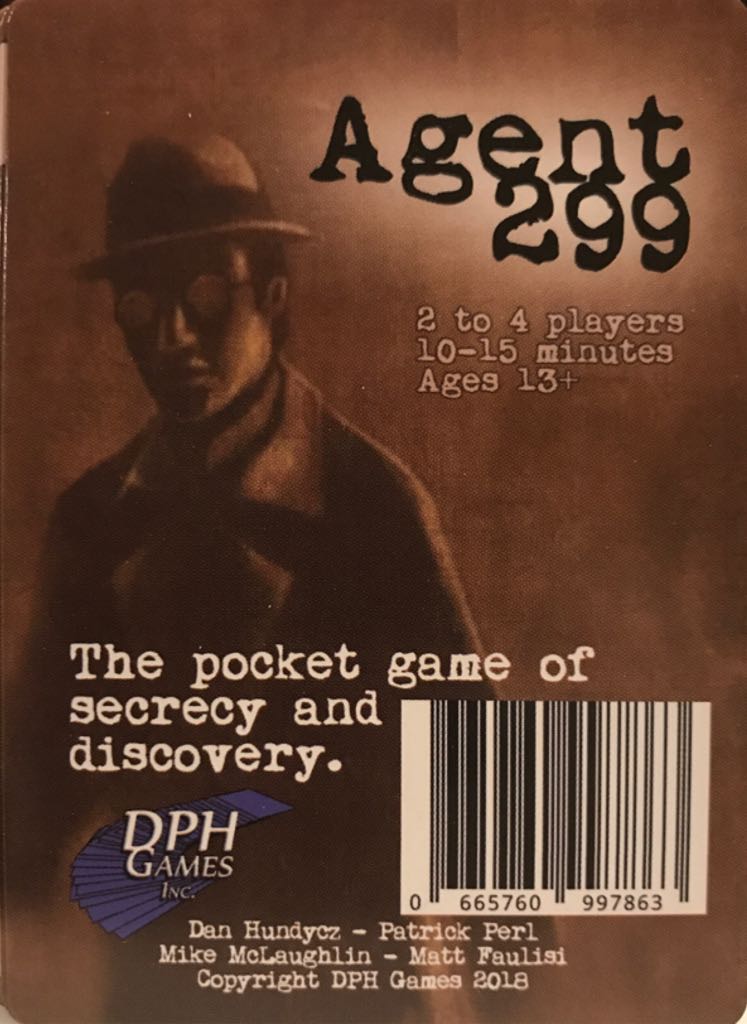 Agent
299
2 to 4 players
10-15 minutes
Ages 13+
The pocket game of
secrecy and
discovery.
DPH
GAMES
INC.
0 665760 997863
Dan Hundycz - Patrick Perl
Mike McLaughlin - Matt Faulisi
Copyright DPH Games 2018